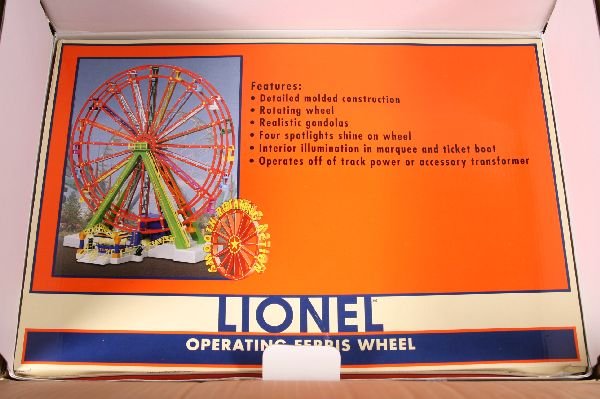 Features:
• Detailed molded construction
• Rotating wheel
• Realistic gondolas
• Four spotlights shine on wheel
• Interior illumination in marquee and ticket boot
• Operates off of track power or accessory transformer
LIONEL
OPERATING FERRIS WHEEL